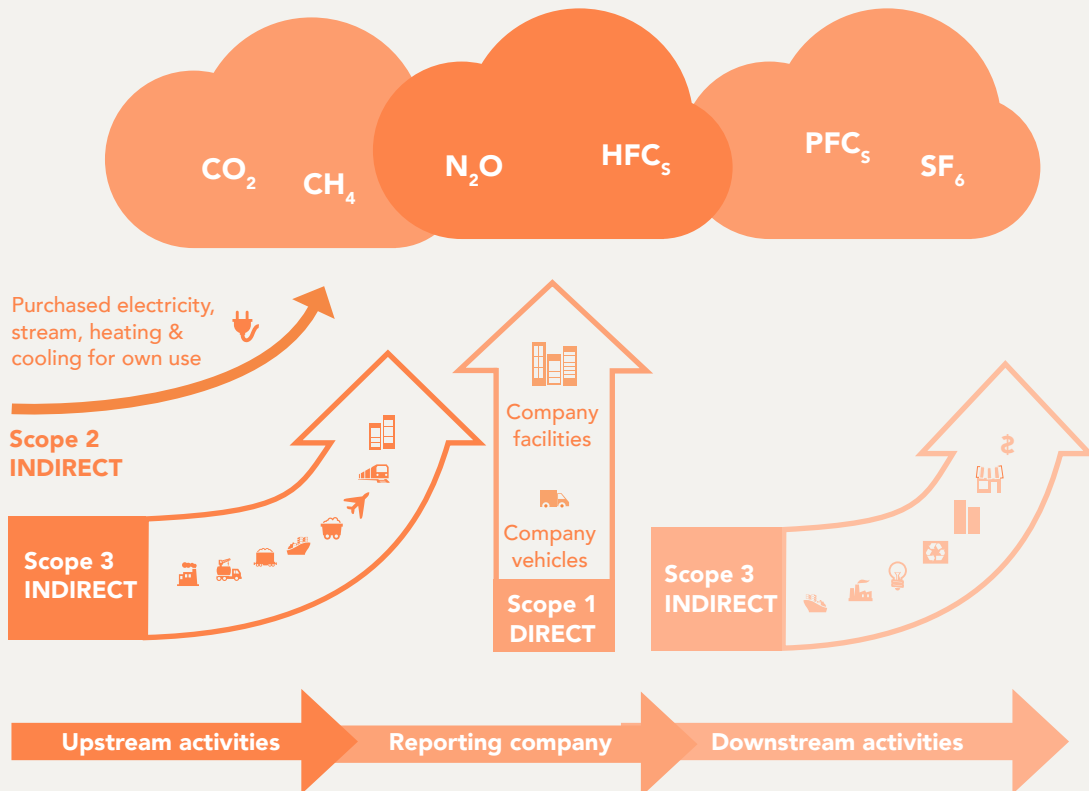 CO₂
CH₄
N₂O
HFCₛ
PFCₛ
SF₆
Purchased electricity,
stream, heating &
cooling for own use
Scope 2
INDIRECT
Scope 3
INDIRECT
Company
facilities
Company
vehicles
Scope 1
DIRECT
Scope 3
INDIRECT
$
Upstream activities
Reporting company
Downstream activities